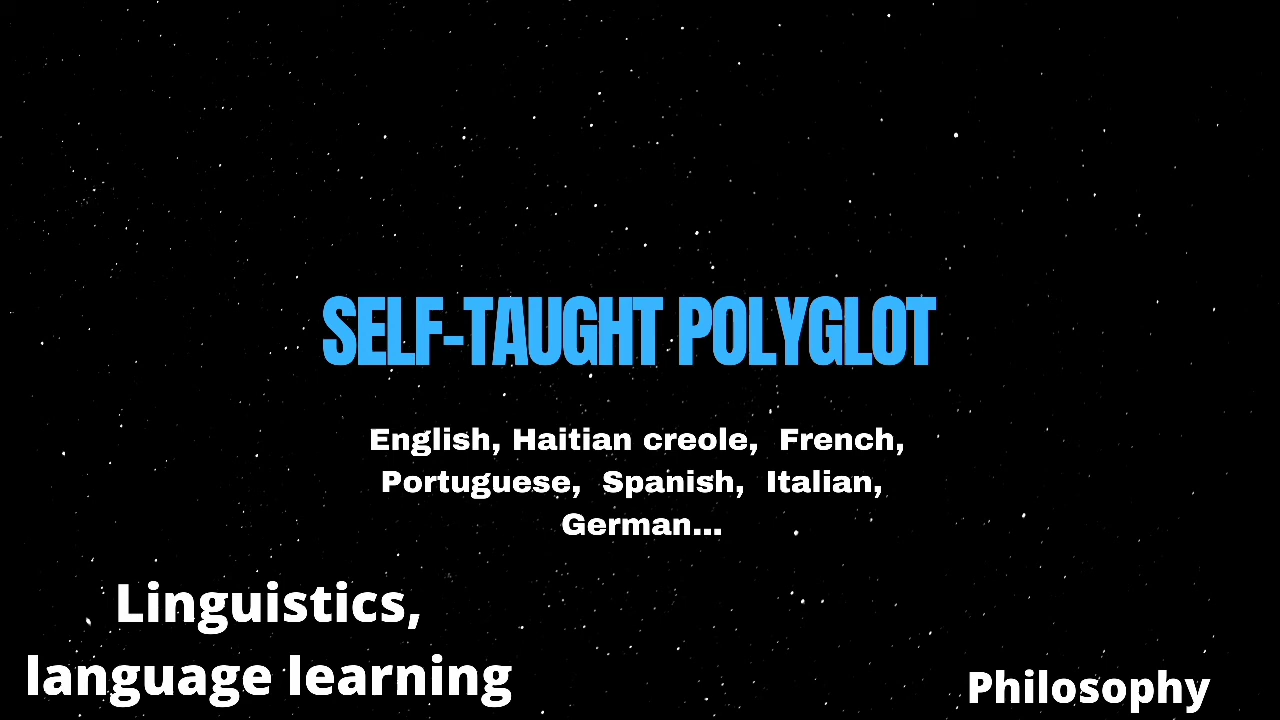 SELF-TAUGHT POLYGLOT
English, Haitian creole, French,
Portuguese, Spanish, Italian,
German...
Linguistics,
language learning
Philosophy